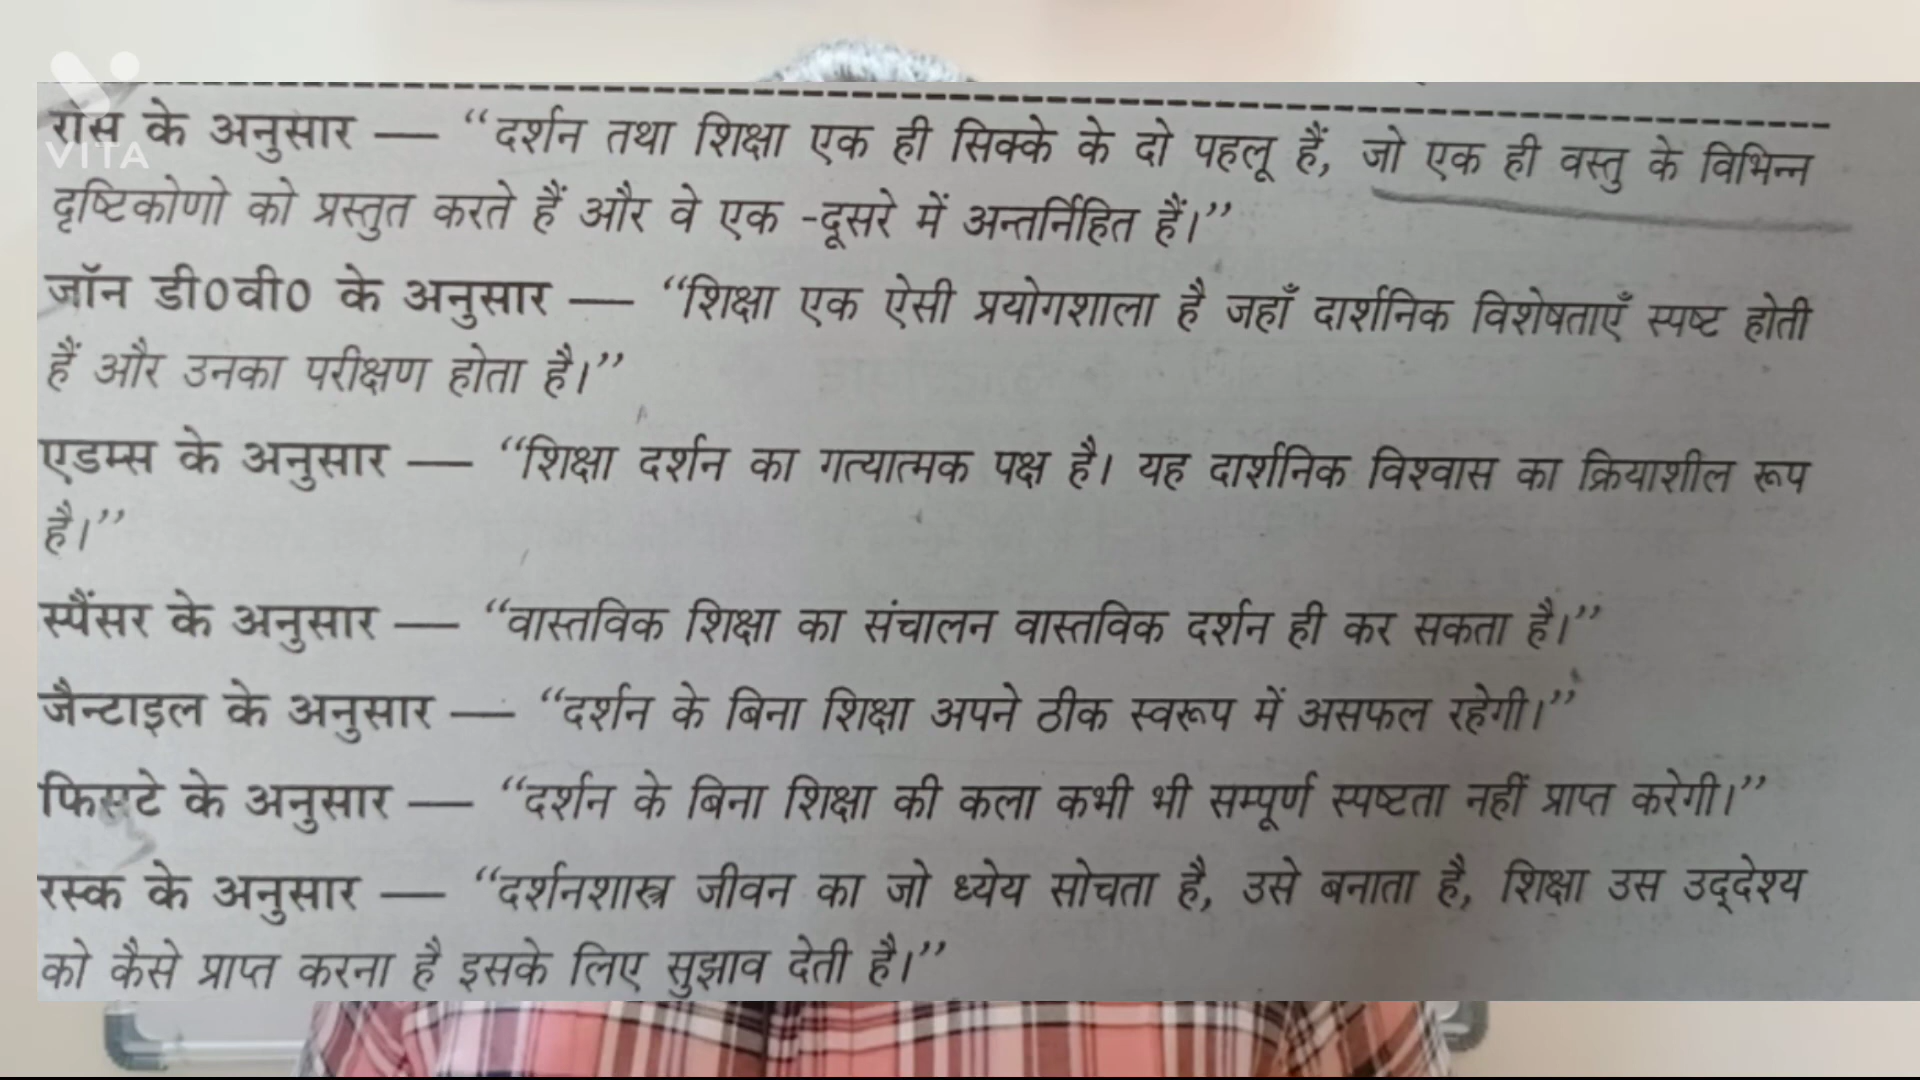 VITA
रॉस के अनुसार — “दर्शन तथा शिक्षा एक ही सिक्के के दो पहलू हैं, जो एक ही वस्तु के विभिन्न
दृष्टिकोणो को प्रस्तुत करते हैं और वे एक -दूसरे में अन्तर्निहित हैं।”
जॉन डी0वी0 के अनुसार — “शिक्षा एक ऐसी प्रयोगशाला है जहाँ दार्शनिक विशेषताएँ स्पष्ट होती
हैं और उनका परीक्षण होता है।”
एडम्स के अनुसार — “शिक्षा दर्शन का गत्यात्मक पक्ष है। यह दार्शनिक विश्वास का क्रियाशील रूप
है।”
स्पैंसर के अनुसार — “वास्तविक शिक्षा का संचालन वास्तविक दर्शन ही कर सकता है।”
जैन्टाइल के अनुसार — “दर्शन के बिना शिक्षा अपने ठीक स्वरूप में असफल रहेगी।”
फिसटे के अनुसार — “दर्शन के बिना शिक्षा की कला कभी भी सम्पूर्ण स्पष्टता नहीं प्राप्त करेगी।”
रस्क के अनुसार — “दर्शनशास्त्र जीवन का जो ध्येय सोचता है, उसे बनाता है, शिक्षा उस उद्देश्य
को कैसे प्राप्त करना है इसके लिए सुझाव देती है।”